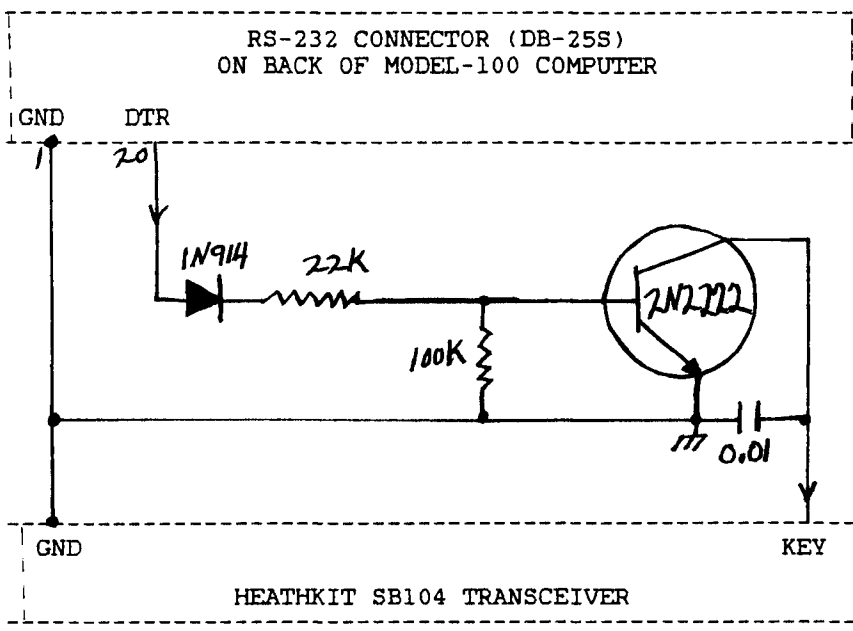 RS-232 CONNECTOR (DB-25S)
ON BACK OF MODEL-100 COMPUTER
GND DTR
1 20
1N914 22K
2N2222
100K
0.01
GND KEY
HEATHKIT SB104 TRANSCEIVER